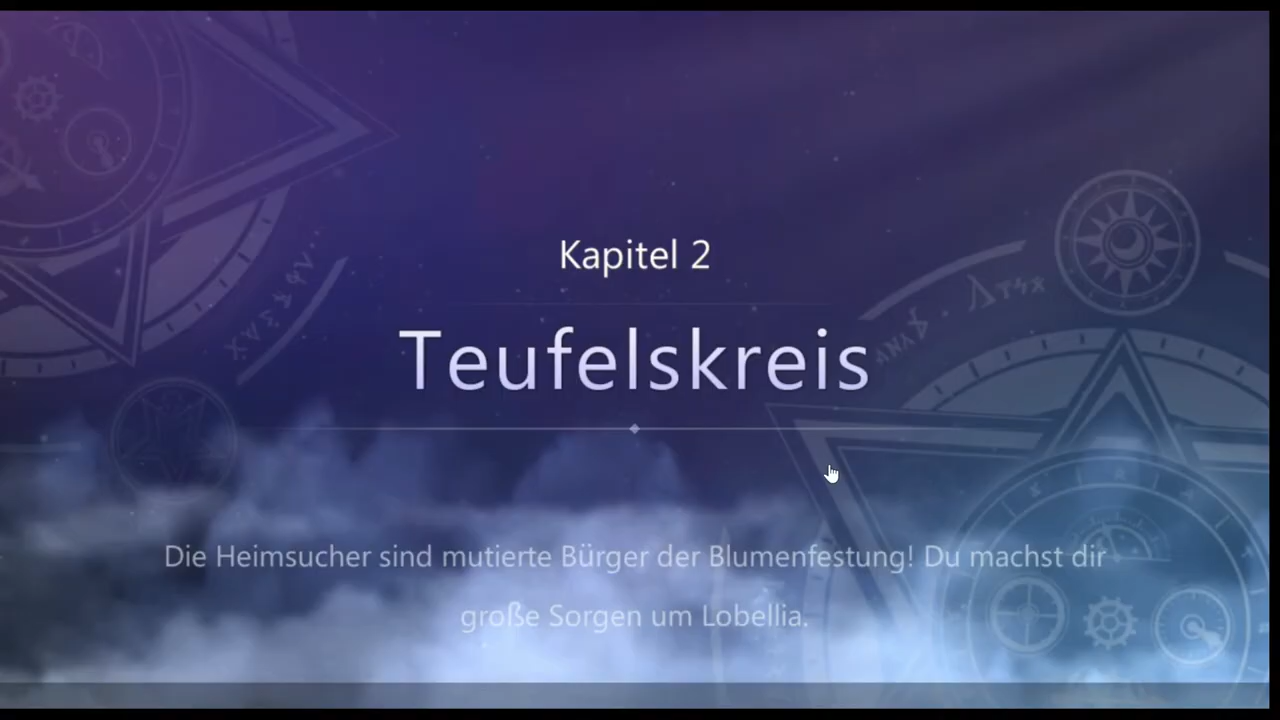 Kapitel 2
Teufelskreis
Die Heimsucher sind mutierte Bürger der Blumenfestung! Du machst dir
große Sorgen um Lobellia.